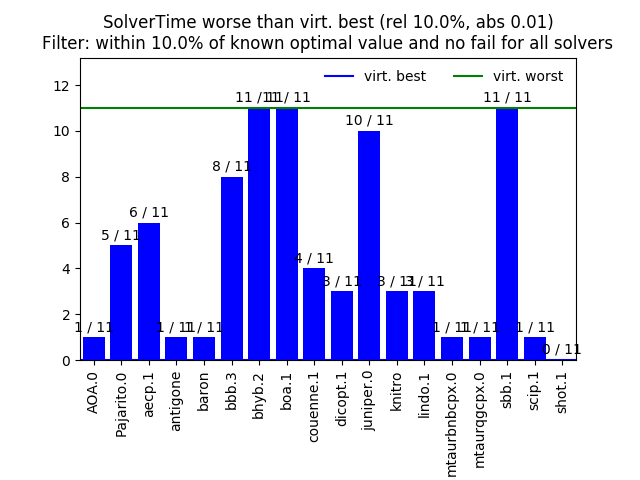 SolverTime worse than virt. best (rel 10.0%, abs 0.01)
Filter: within 10.0% of known optimal value and no fail for all solvers
virt. best
virt. worst
12
10
8
6
4
2
0
1 / 11
5 / 11
6 / 11
1 / 11
1 / 11
8 / 11
11 / 11
11 / 11
4 / 11
3 / 11
10 / 11
3 / 11
3 / 11
1 / 11
1 / 11
11 / 11
1 / 11
0 / 11
AOA.0
Pajarito.0
aecp.1
antigone
baron
bbb.3
bhyb.2
boa.1
couenne.1
dicopt.1
juniper.0
knitro
lindo.1
mtaurbnbcpx.0
mtaurqgcpx.0
sbb.1
scip.1
shot.1